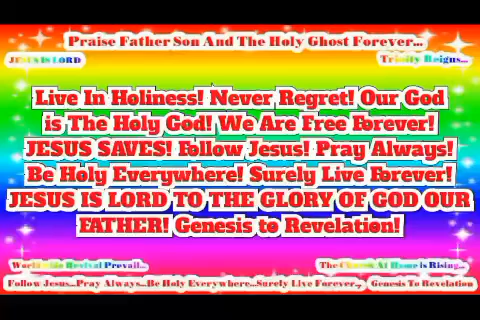 Praise Father Son And The Holy Ghost Forever...
JESUS IS LORD
Trinity Reigns...
Live In Holiness! Never Regret! Our God
is The Holy God! We Are Free Forever!
JESUS SAVES! Follow Jesus! Pray Always!
Be Holy Everywhere! Surely Live Forever!
JESUS IS LORD TO THE GLORY OF GOD OUR
FATHER! Genesis to Revelation!
Worldwide Revival Prevail...
The Church At Home is Rising...
Follow Jesus...Pray Always...Be Holy Everywhere...Surely Live Forever...
Genesis To Revelation